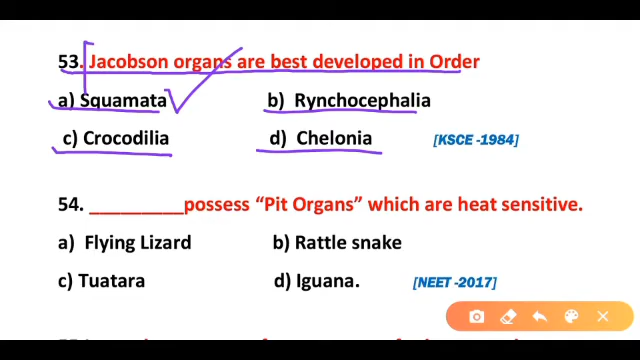 53. Jacobson organs are best developed in Order
a) Squamata b) Rynchocephalia
c) Crocodilia d) Chelonia [KSCE -1984]
54. _________possess “Pit Organs” which are heat sensitive.
a) Flying Lizard b) Rattle snake
c) Tuatara d) Iguana. [NEET -2017]